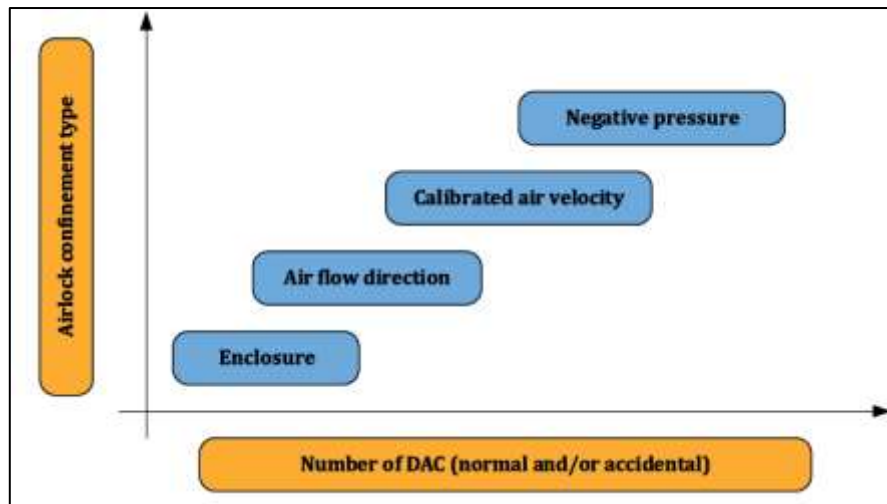 Airlock confinement type
Negative pressure
Calibrated air velocity
Air flow direction
Enclosure
Number of DAC (normal and/or accidental)